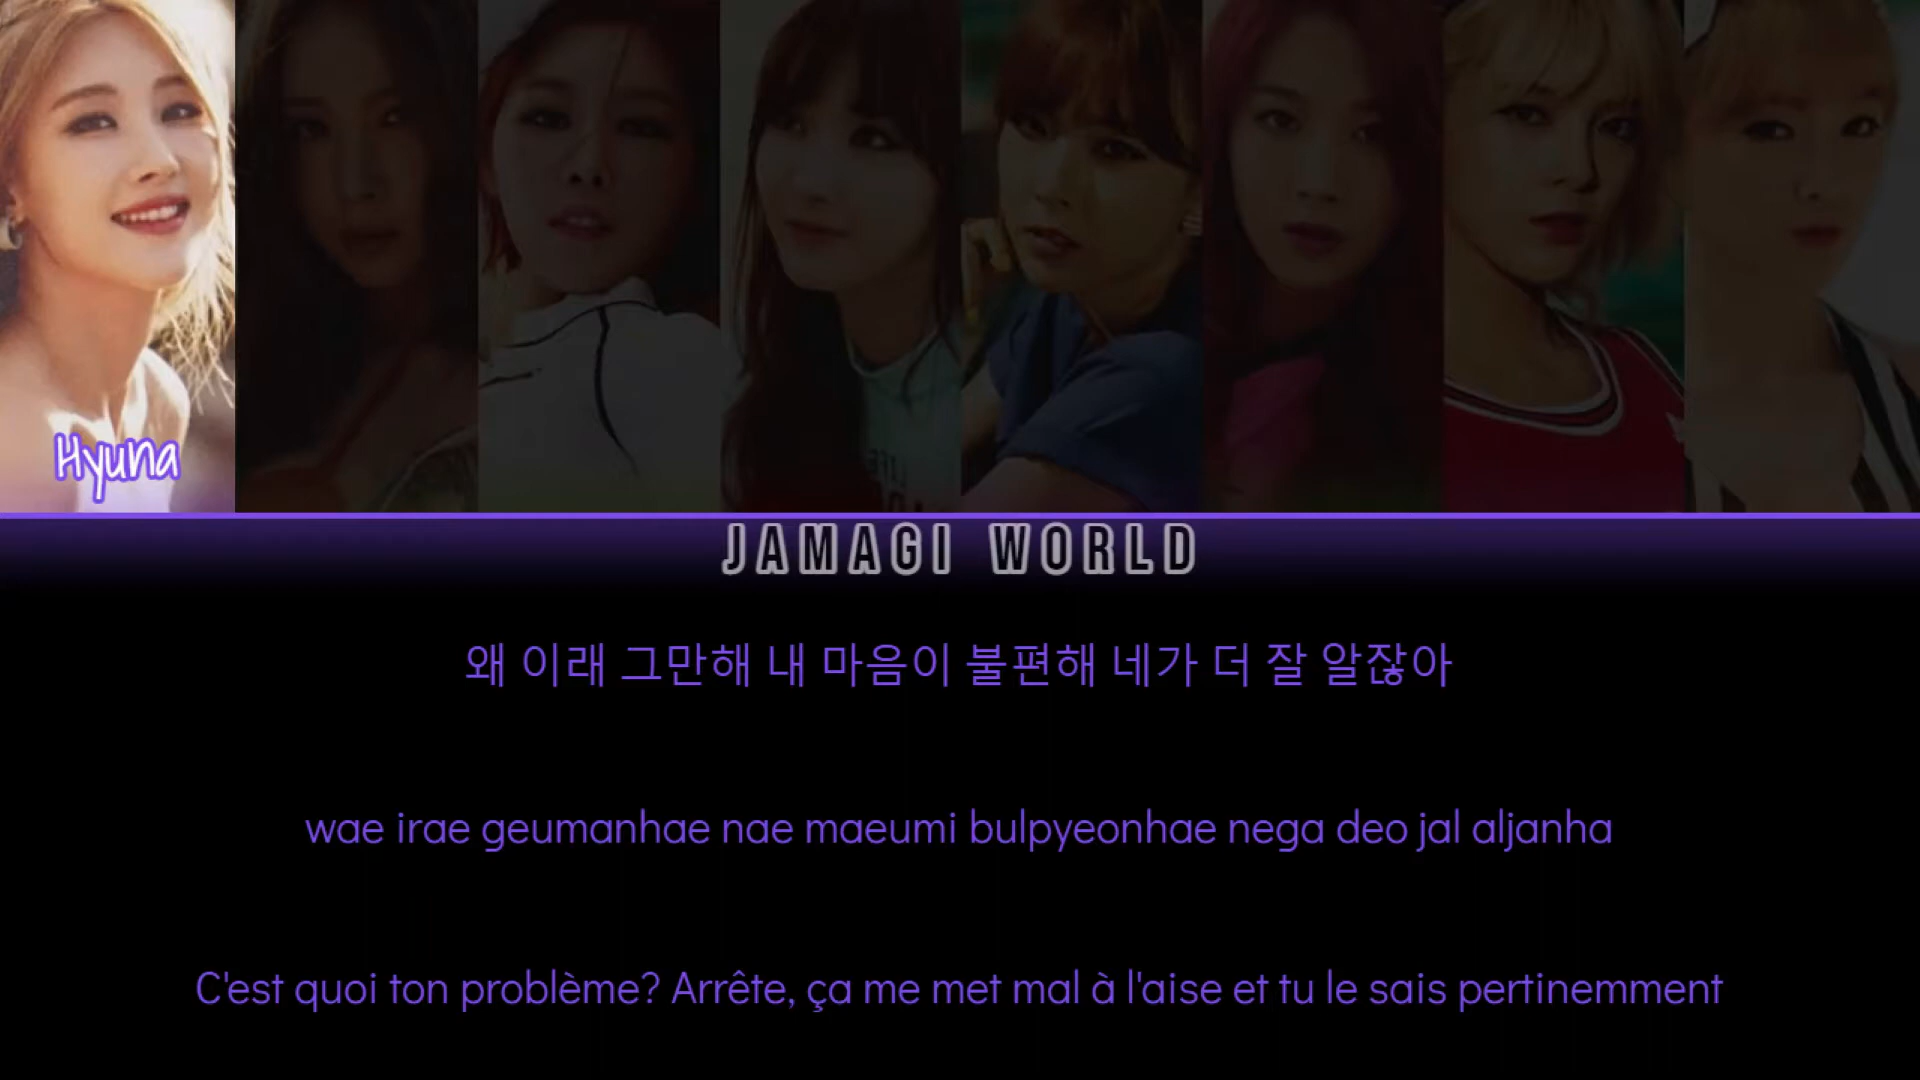 Hyuna
JAMAGI WORLD
왜 이래 그만해 내 마음이 불편해 네가 더 잘 알잖아
wae irae geumanhae nae maeumi bulpyeonhae nega deo jal aljanha
C'est quoi ton problème? Arrête, ça me met mal à l'aise et tu le sais pertinemment